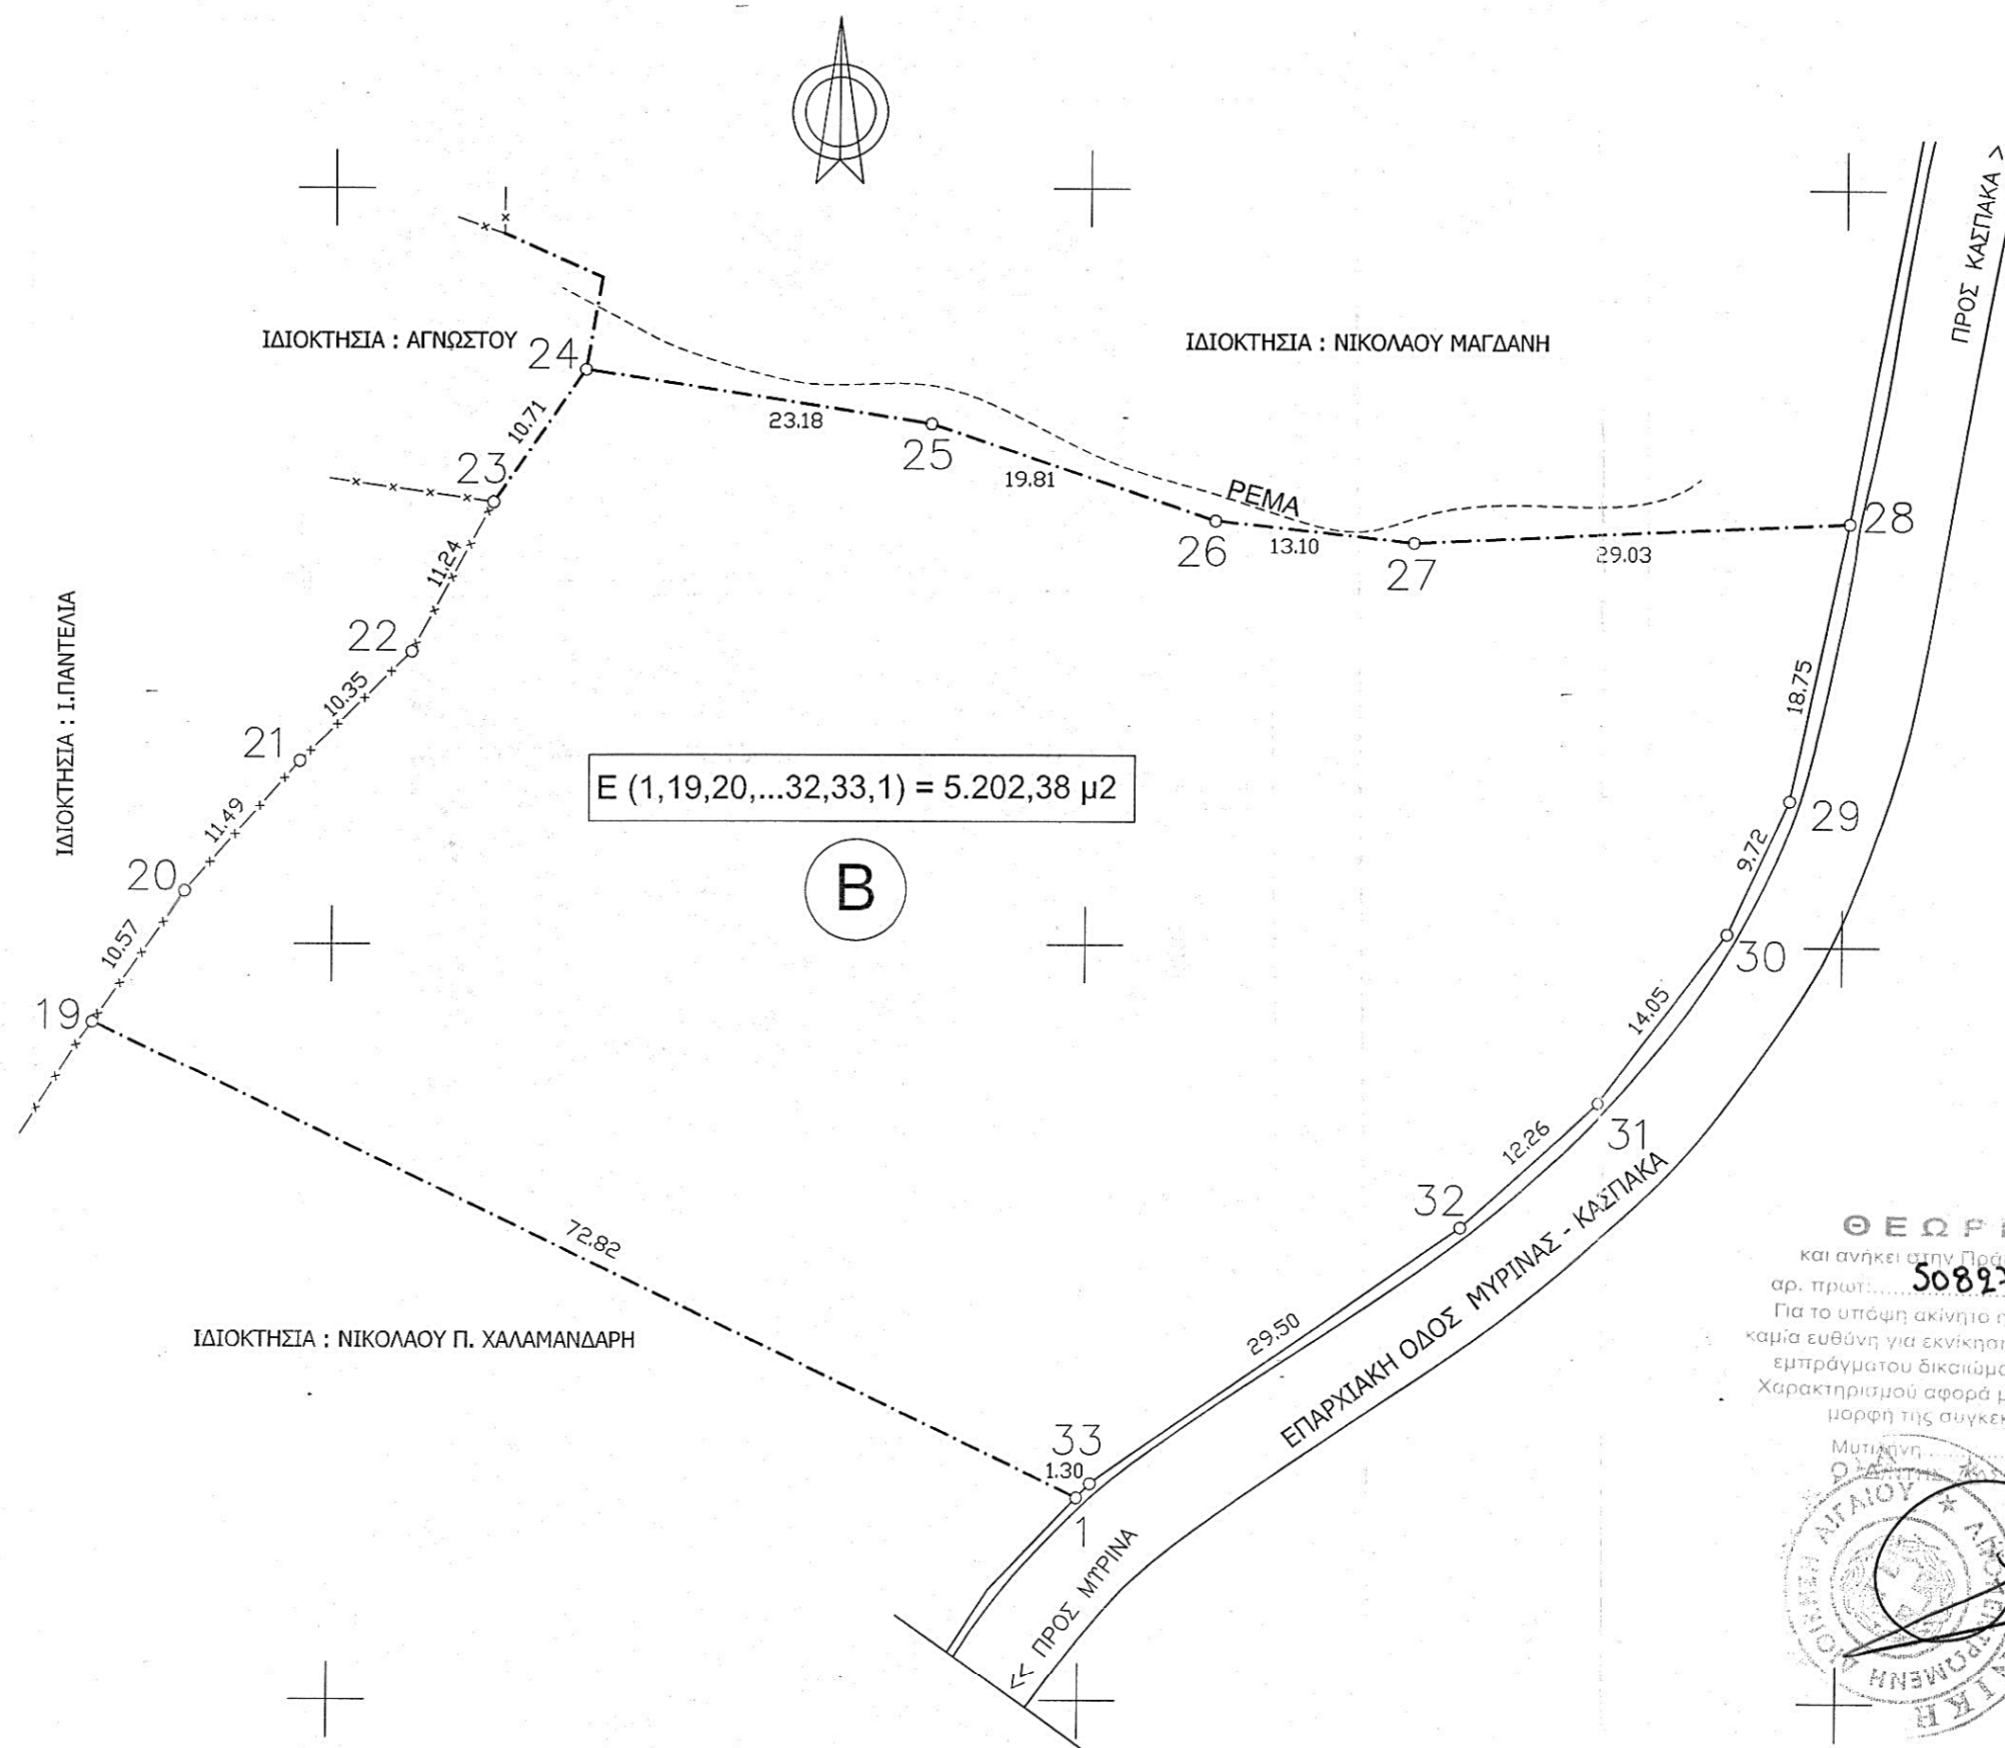 ΠΡΟΣ ΚΑΣΠΑΚΑ >
ΙΔΙΟΚΤΗΣΙΑ : ΑΓΝΩΣΤΟΥ
24
ΙΔΙΟΚΤΗΣΙΑ : ΝΙΚΟΛΑΟΥ ΜΑΓΔΑΝΗ
10.71
23.18
25
23
19.81
ΡΕΜΑ
28
26
13.10
27
29.03
11.24
22
ΙΔΙΟΚΤΗΣΙΑ : Ι.ΠΑΝΤΕΛΙΑ
10.35
21
18.75
E (1,19,20,...32,33,1) = 5.202,38 μ2
29
11.49
9.72
20
B
10.57
30
19
14.05
31
12.26
32
72.82
ΕΠΑΡΧΙΑΚΗ ΟΔΟΣ ΜΥΡΙΝΑΣ - ΚΑΣΠΑΚΑ
29.50
ΙΔΙΟΚΤΗΣΙΑ : ΝΙΚΟΛΑΟΥ Π. ΧΑΛΑΜΑΝΔΑΡΗ
33
1.30
1
<< ΠΡΟΣ ΜΥΡΙΝΑ
ΘΕΩΡ
και ανήκει στην Πρά
αρ. πρωτ:
Για το υπόψη ακίνητο
καμία ευθύνη για εκνίκηση
εμπράγματου δικαιώμα
Χαρακτηρισμού αφορά
μορφή της συγκεκ
Μυτιλήνη
ΑΙΓΑΙΟΥ